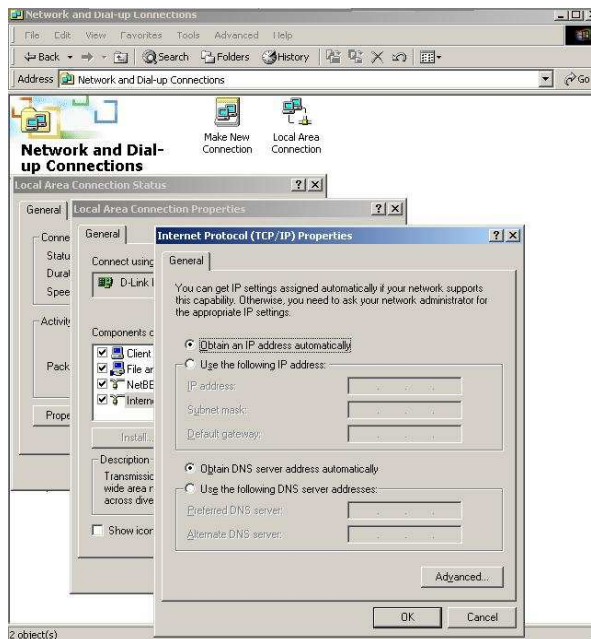 Network and Dial-up Connections
File Edit View Favorites Tools Advanced Help
Back Search Folders History
Address Network and Dial-up Connections Go
Network and Dial-
up Connections
Make New
Connection
Local Area
Connection
Local Area Connection Status
General
Conne
Statu
Durat
Spee
Activit
Pack
Prope
Local Area Connection Properties
General
Connect using
D-Link
Components c
Client
File ar
NetBE
Intern
Install...
Description
Transmissic
wide area n
across dive
Show icor
Internet Protocol (TCP/IP) Properties
General
You can get IP settings assigned automatically if your network supports
this capability. Otherwise, you need to ask your network administrator for
the appropriate IP settings.
Obtain an IP address automatically
Use the following IP address:
IP address:
Subnet mask:
Default gateway:
Obtain DNS server address automatically
Use the following DNS server addresses:
Preferred DNS server:
Alternate DNS server:
Advanced...
OK Cancel
2 object(s)